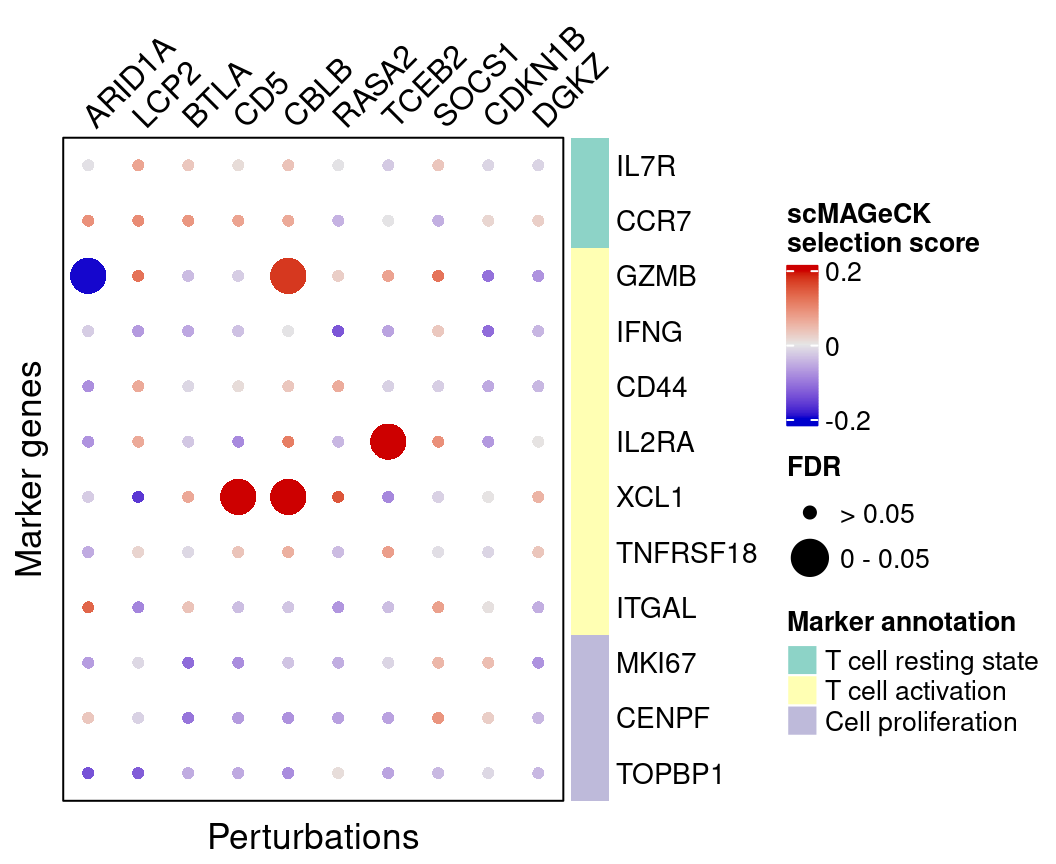 ARID1A
LCP2
BTLA
CD5
CBLB
RASA2
TCEB2
SOCS1
CDKN1B
DGKZ
Marker genes
IL7R
CCR7
GZMB
IFNG
CD44
IL2RA
XCL1
TNFRSF18
ITGAL
MKI67
CENPF
TOPBP1
Perturbations
scMAGeCK
selection score
0.2
0
-0.2
FDR
> 0.05
0 - 0.05
Marker annotation
T cell resting state
T cell activation
Cell proliferation